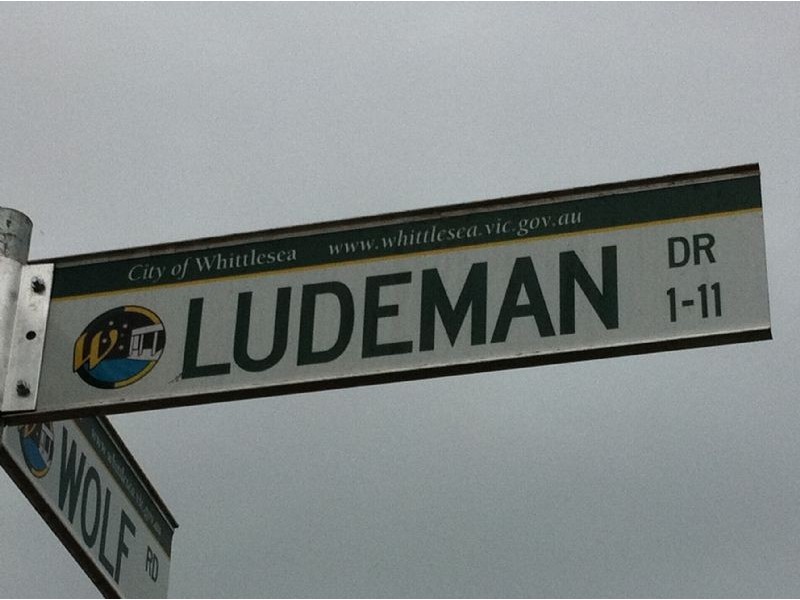 City of Whittlesea www.whittlesea.vic.gov.au
W LUDEMAN DR
1-11
WOLF RD